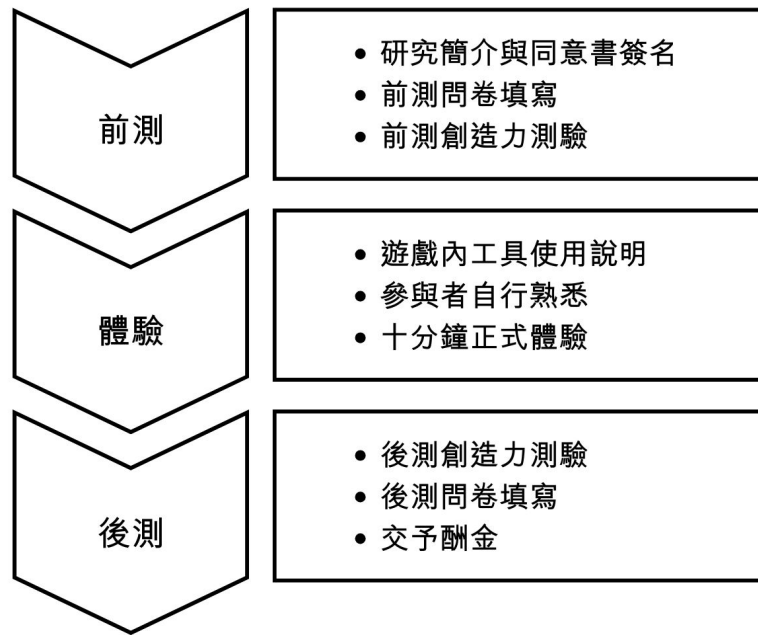 前測
• 研究簡介與同意書簽名
• 前測問卷填寫
• 前測創造力測驗
體驗
• 遊戲內工具使用說明
• 參與者自行熟悉
• 十分鐘正式體驗
後測
• 後測創造力測驗
• 後測問卷填寫
• 交予酬金